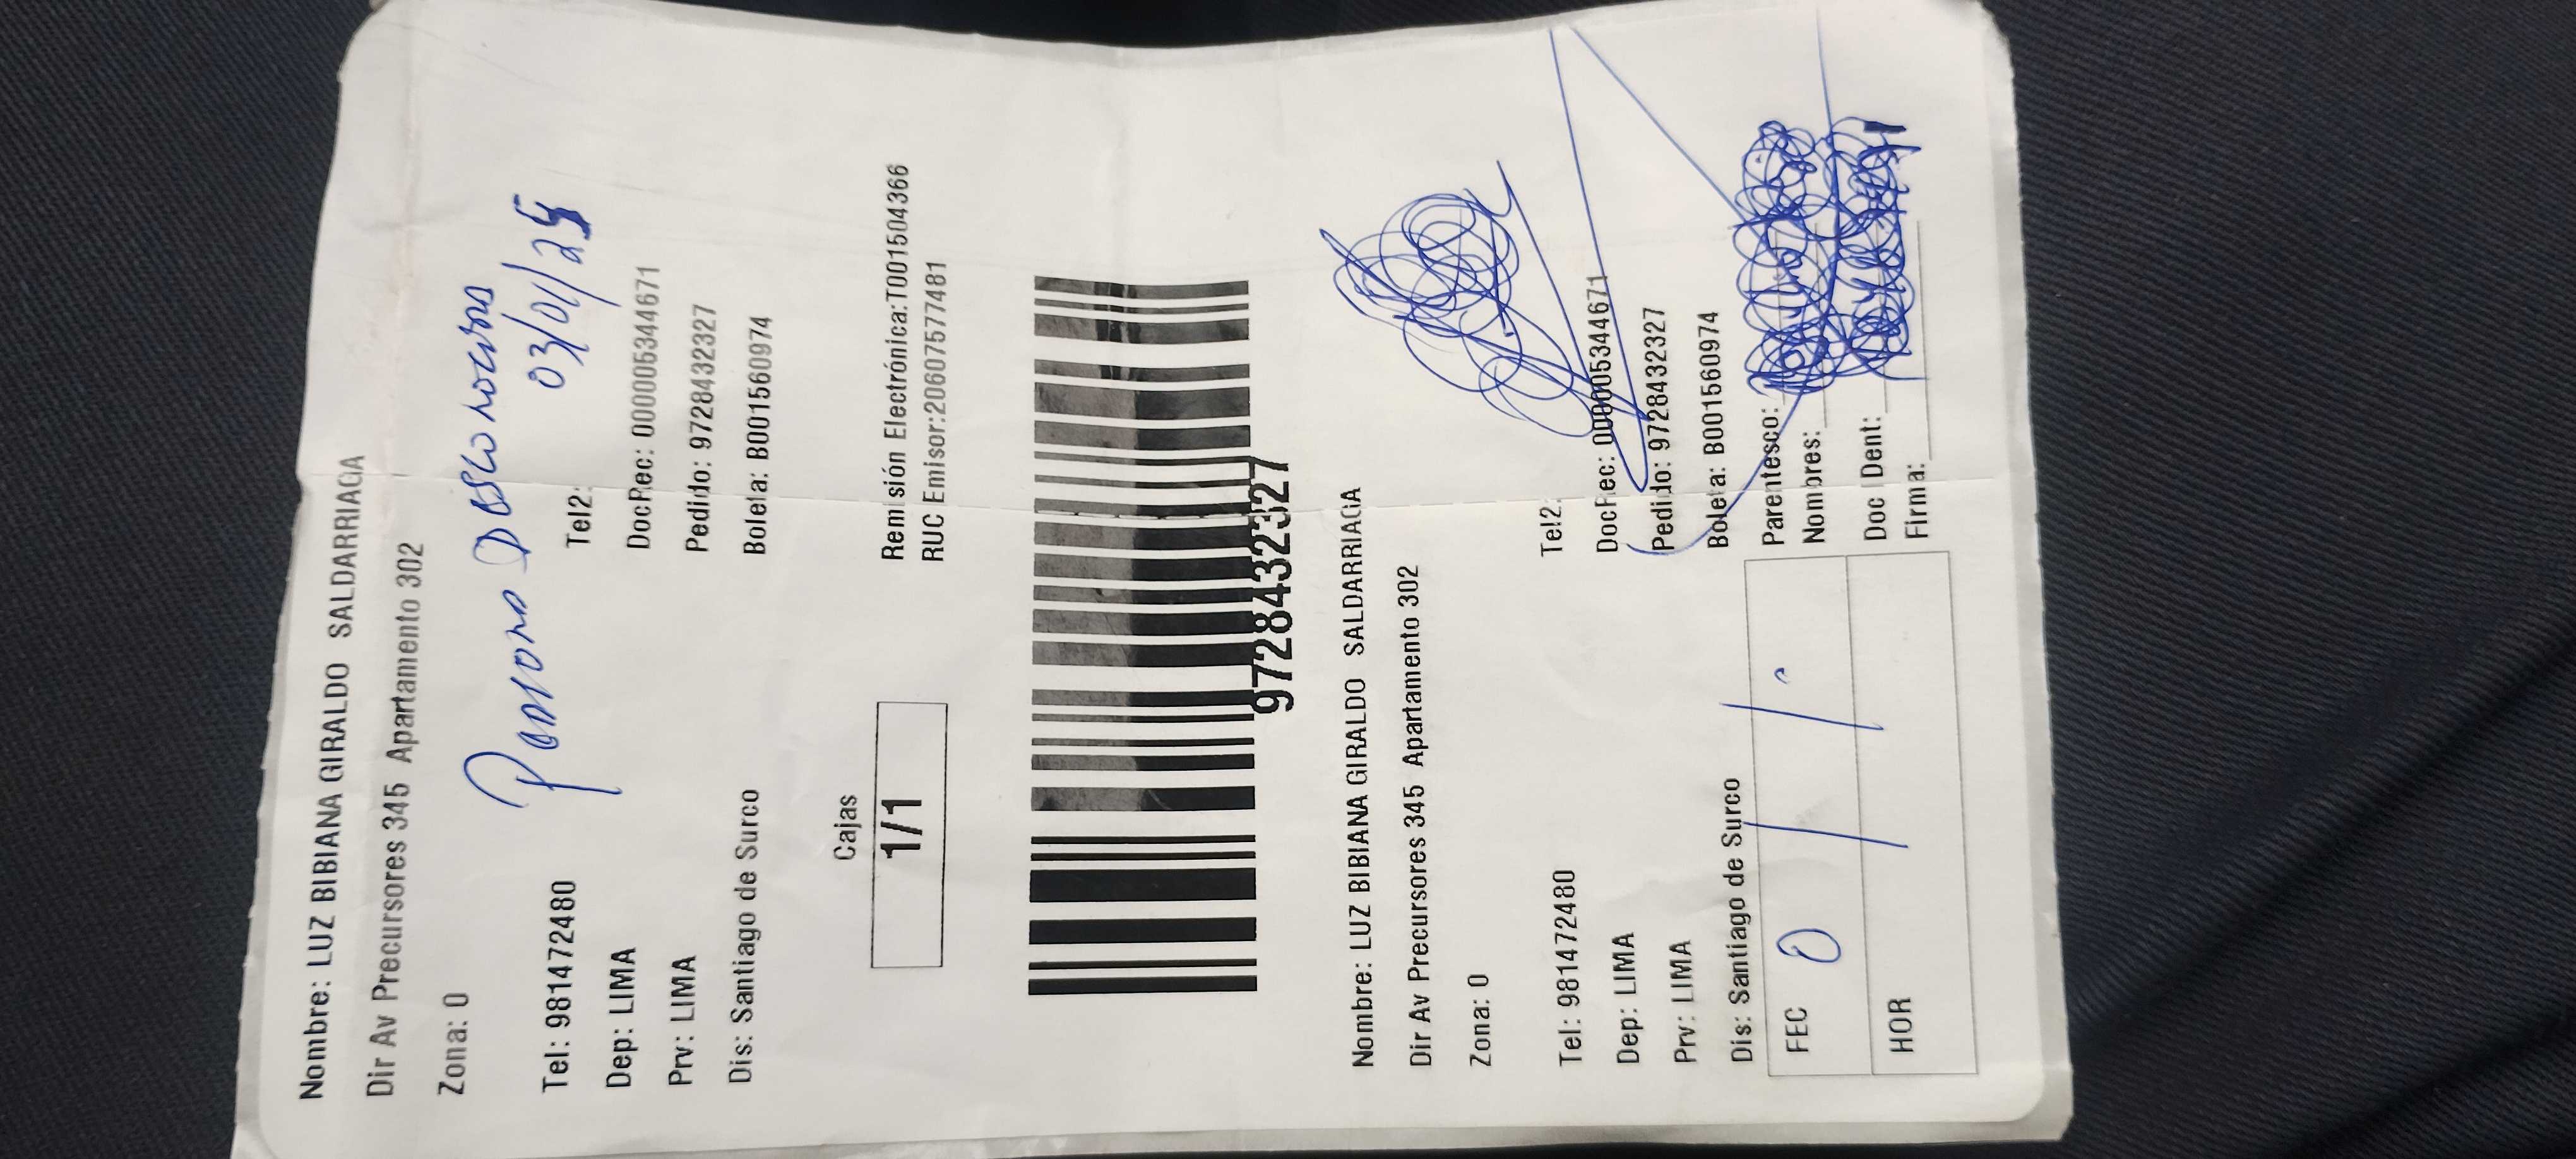 Nombre: LUZ BIBIANA GIRALDO SALDARRIAGA
Dir Av Precursores 345 Apartamento 302
Zona: 0
Persona Desconocida
03/01/25
Tel: 981472480 Tel2:
Dep: LIMA DocRec: 000005344671
Prv: LIMA Pedido: 9728432327
Dis: Santiago de Surco Boleta: B001560974
Cajas
1/1
Remisión Electrónica:T001504366
RUC Emisor:20607577481
9728432327
Nombre: LUZ BIBIANA GIRALDO SALDARRIAGA
Dir Av Precursores 345 Apartamento 302
Zona: 0
Tel: 981472480 Tel2:
Dep: LIMA DocRec: 000005344671
Prv: LIMA Pedido: 9728432327
Dis: Santiago de Surco Boleta: B001560974
FEC 0 / / Parentesco:
Nombres:
HOR Doc Dent:
Firma: